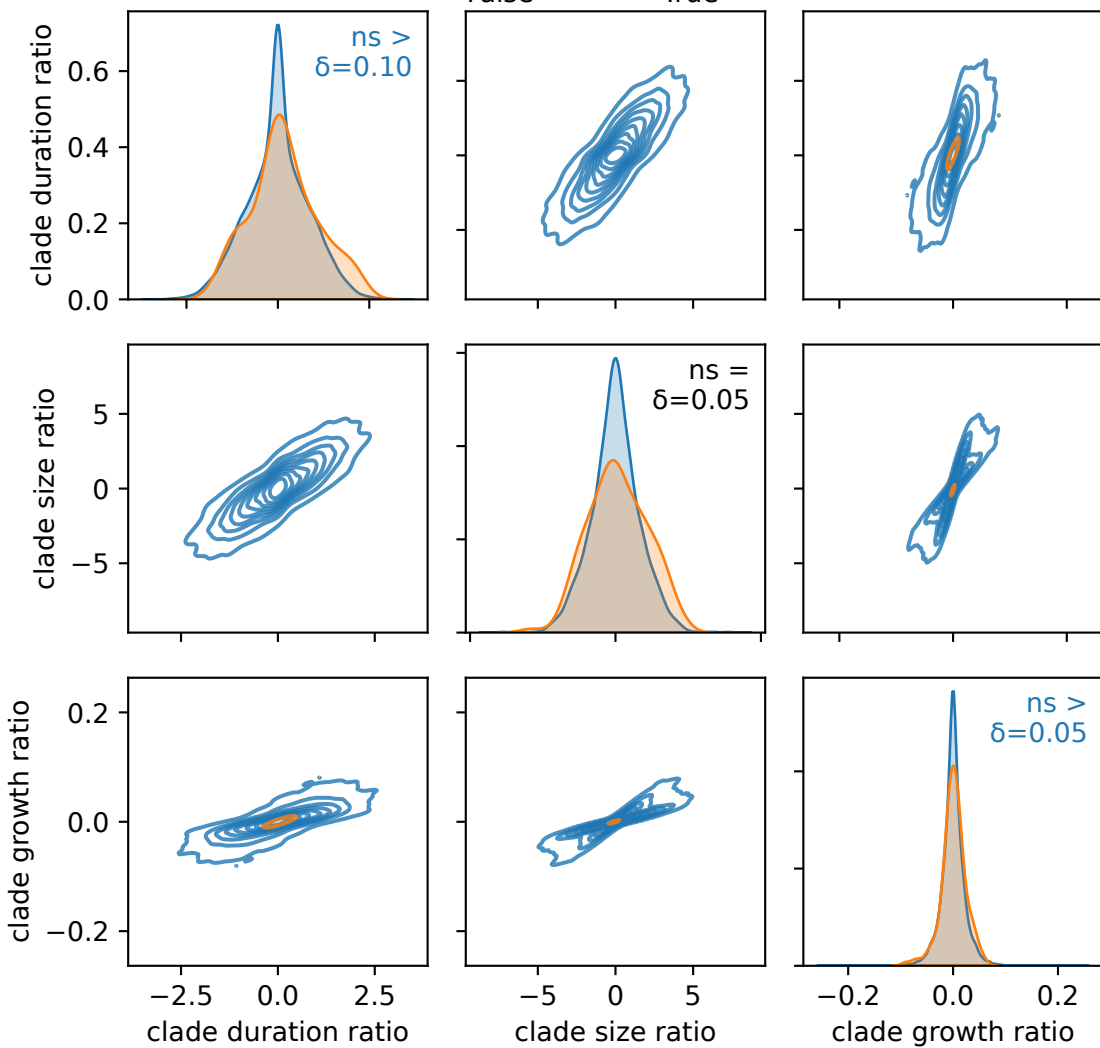 clade duration ratio
0.6
0.4
0.2
0.0
ns >
δ=0.10
clade size ratio
5
0
−5
ns =
δ=0.05
clade growth ratio
0.2
0.0
−0.2
ns >
δ=0.05
−2.5 0.0 2.5
−5 0 5
−0.2 0.0 0.2
clade duration ratio
clade size ratio
clade growth ratio